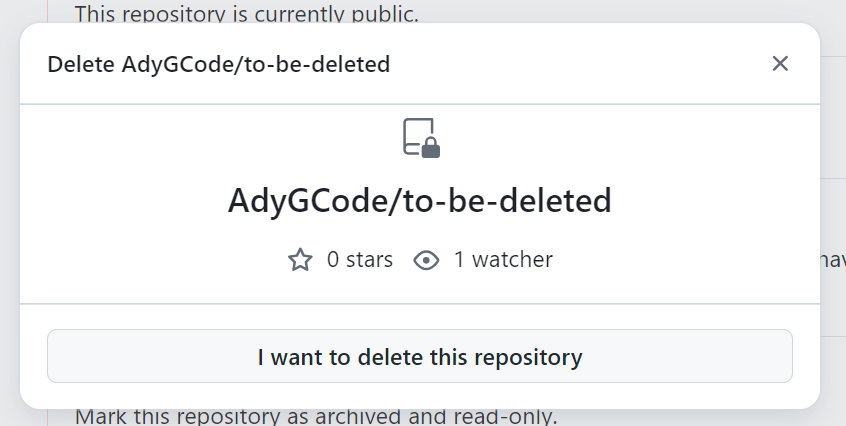 This repository is currently public.
Delete AdyGCode/to-be-deleted
AdyGCode/to-be-deleted
0 stars 1 watcher
I want to delete this repository
Mark this repository as archived and read-only.